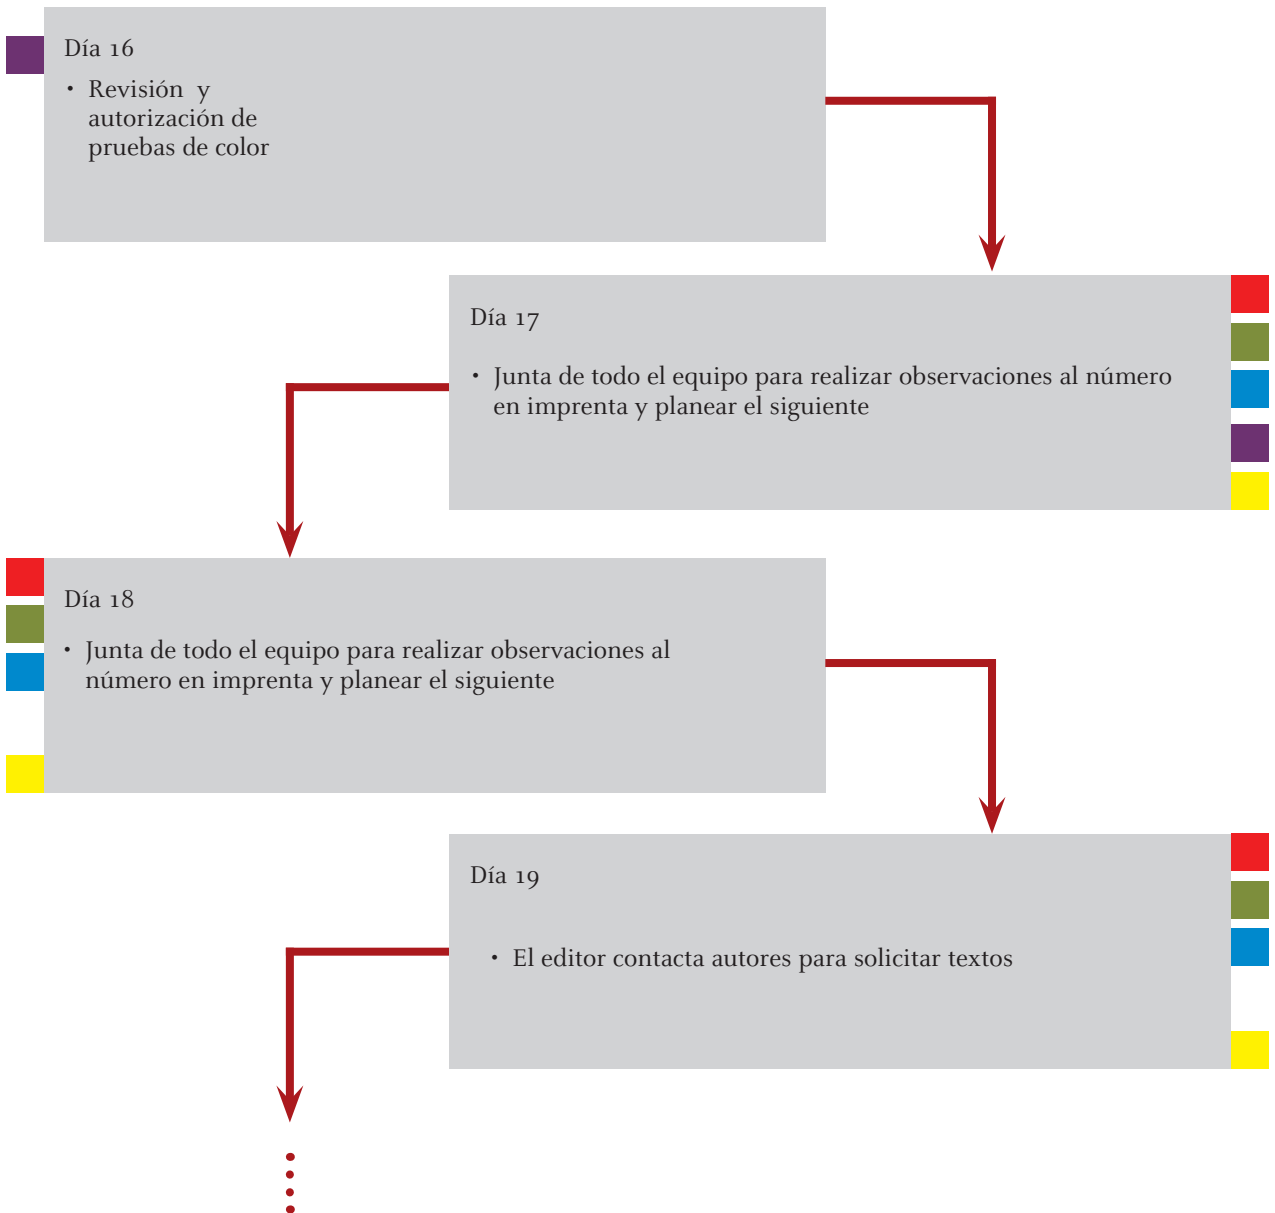 Día 16
• Revisión y
autorización de
pruebas de color
Día 17
• Junta de todo el equipo para realizar observaciones al número
en imprenta y planear el siguiente
Día 18
• Junta de todo el equipo para realizar observaciones al
número en imprenta y planear el siguiente
Día 19
• El editor contacta autores para solicitar textos